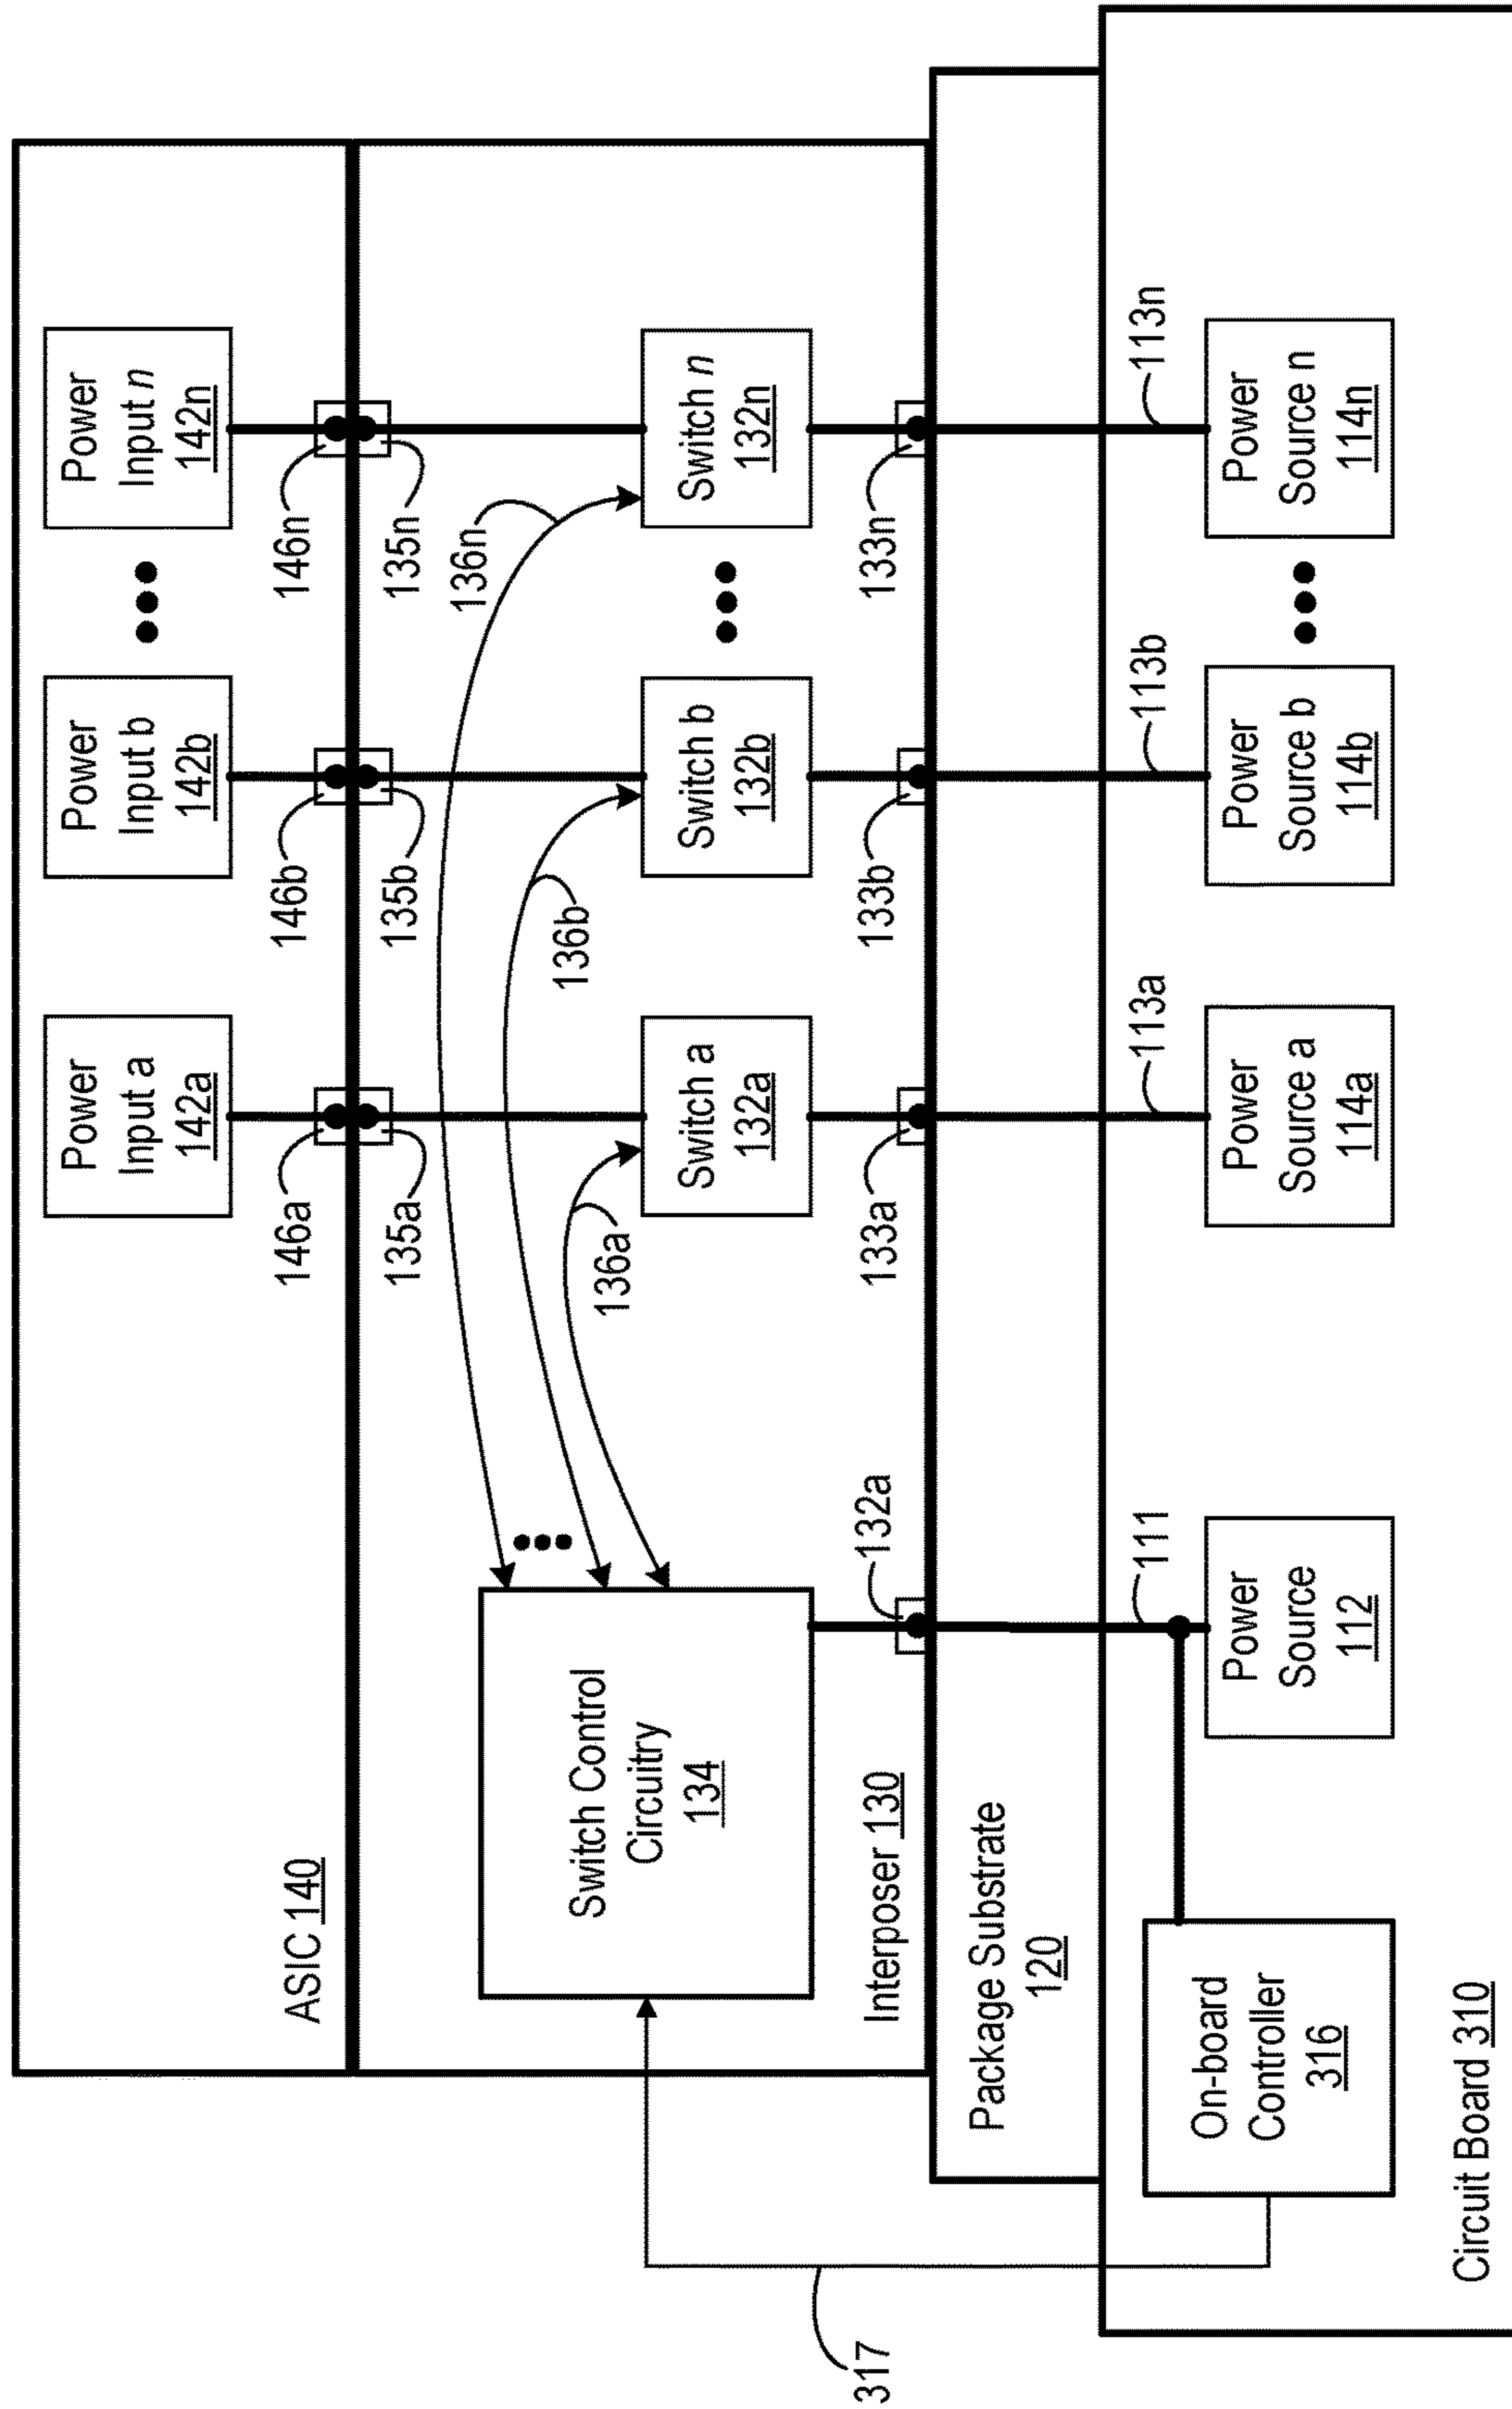 Power
Input a
142a
Power
Input b
142b
Power
Input n
142n
ASIC 140
146a
146b
146n
135a
135b
135n
136n
136b
136a
Switch Control
Circuitry
134
Switch a
132a
Switch b
132b
Switch n
132n
Interposer 130
132a
133a
133b
133n
Package Substrate
120
317
111
113a
113b
113n
On-board
Controller
316
Power
Source
112
Power
Source a
114a
Power
Source b
114b
Power
Source n
114n
Circuit Board 310